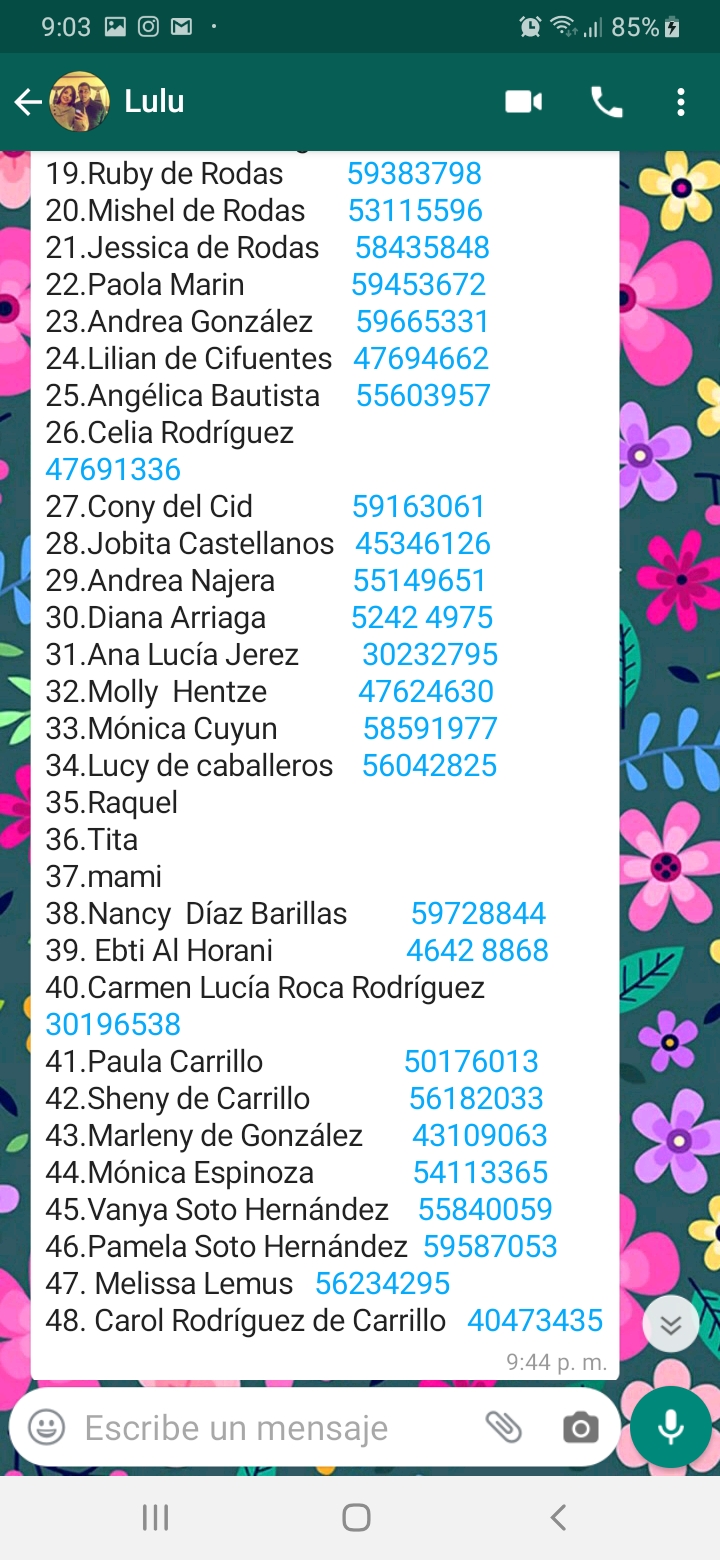 9:03
85%
Lulu
19.Ruby de Rodas 59383798
20.Mishel de Rodas 53115596
21.Jessica de Rodas 58435848
22.Paola Marin 59453672
23.Andrea González 59665331
24.Lilian de Cifuentes 47694662
25.Angélica Bautista 55603957
26.Celia Rodríguez
47691336
27.Cony del Cid 59163061
28.Jobita Castellanos 45346126
29.Andrea Najera 55149651
30.Diana Arriaga 5242 4975
31.Ana Lucía Jerez 30232795
32.Molly  Hentze 47624630
33.Mónica Cuyun 58591977
34.Lucy de caballeros 56042825
35.Raquel
36.Tita
37.mami
38.Nancy  Díaz Barillas 59728844
39. Ebti Al Horani 4642 8868
40.Carmen Lucía Roca Rodríguez
30196538
41.Paula Carrillo 50176013
42.Sheny de Carrillo 56182033
43.Marleny de González 43109063
44.Mónica Espinoza 54113365
45.Vanya Soto Hernández 55840059
46.Pamela Soto Hernández 59587053
47. Melissa Lemus 56234295
48. Carol Rodríguez de Carrillo 40473435
9:44 p. m.
Escribe un mensaje